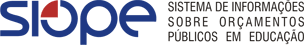 siope
SISTEMA DE INFORMAÇÕES
SOBRE ORÇAMENTOS
PÚBLICOS EM EDUCAÇÃO